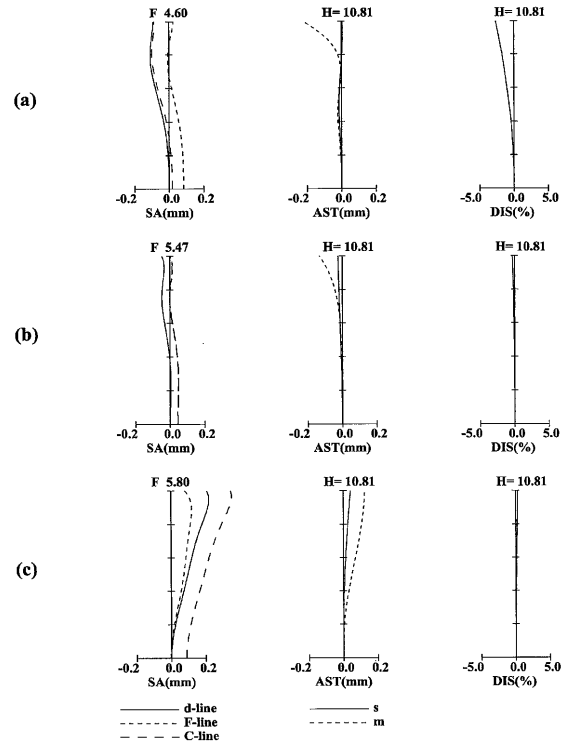 F 4.60 H= 10.81 H= 10.81
(a)
-0.2 0.0 0.2 -0.2 0.0 0.2 -5.0 0.0 5.0
SA(mm) AST(mm) DIS(%)
F 5.47 H= 10.81 H= 10.81
(b)
-0.2 0.0 0.2 -0.2 0.0 0.2 -5.0 0.0 5.0
SA(mm) AST(mm) DIS(%)
F 5.80 H= 10.81 H= 10.81
(c)
-0.2 0.0 0.2 -0.2 0.0 0.2 -5.0 0.0 5.0
SA(mm) AST(mm) DIS(%)
d-line s
F-line m
C-line